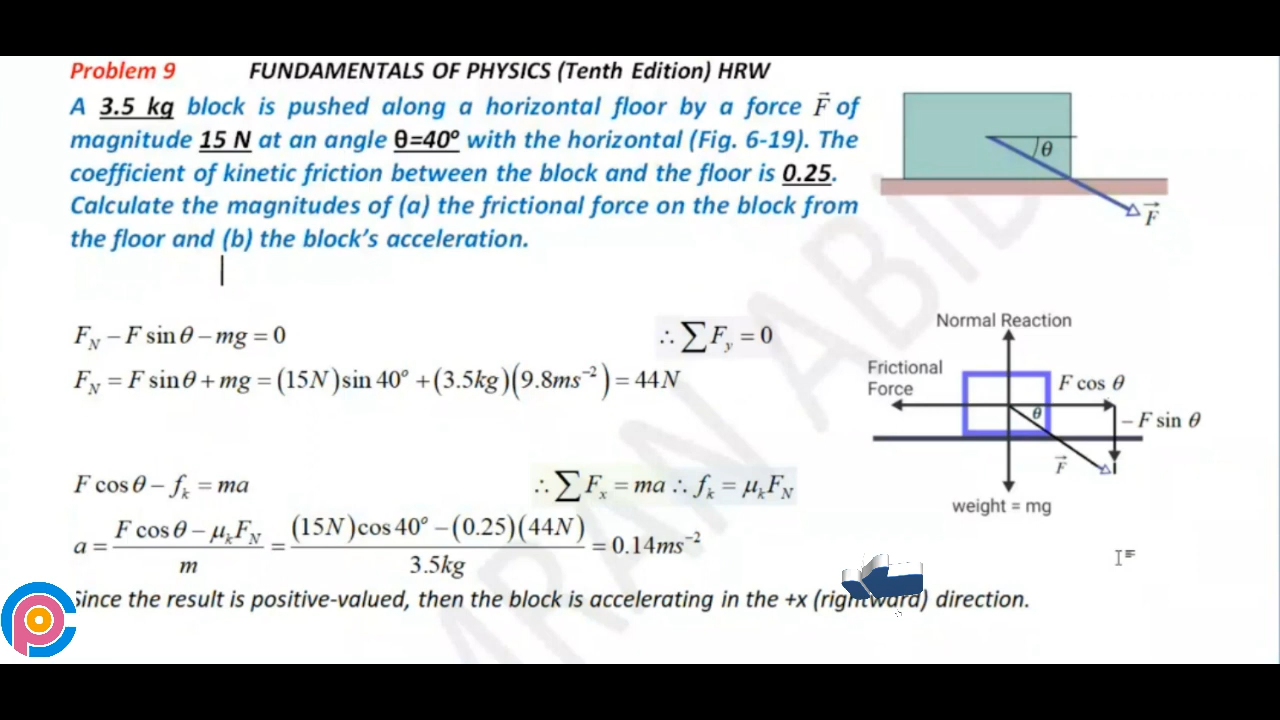 Problem 9 FUNDAMENTALS OF PHYSICS (Tenth Edition) HRW
A 3.5 kg block is pushed along a horizontal floor by a force F⃗ of
magnitude 15 N at an angle θ=40° with the horizontal (Fig. 6-19). The
coefficient of kinetic friction between the block and the floor is 0.25.
Calculate the magnitudes of (a) the frictional force on the block from
the floor and (b) the block's acceleration.
θ
F⃗
F_N − F sin θ − mg = 0 ∴ ∑ F_y = 0
F_N = F sin θ + mg = (15N) sin 40° + (3.5kg)(9.8ms⁻²) = 44N
F cos θ − f_k = ma ∴ ∑ F_x = ma ∴ f_k = μ_k F_N
a = (F cos θ − μ_k F_N) / m = ((15N) cos 40° − (0.25)(44N)) / 3.5kg = 0.14ms⁻²
Since the result is positive-valued, then the block is accelerating in the +x (rightward) direction.
Normal Reaction
Frictional
Force
F cos θ
θ
− F sin θ
F⃗
weight = mg